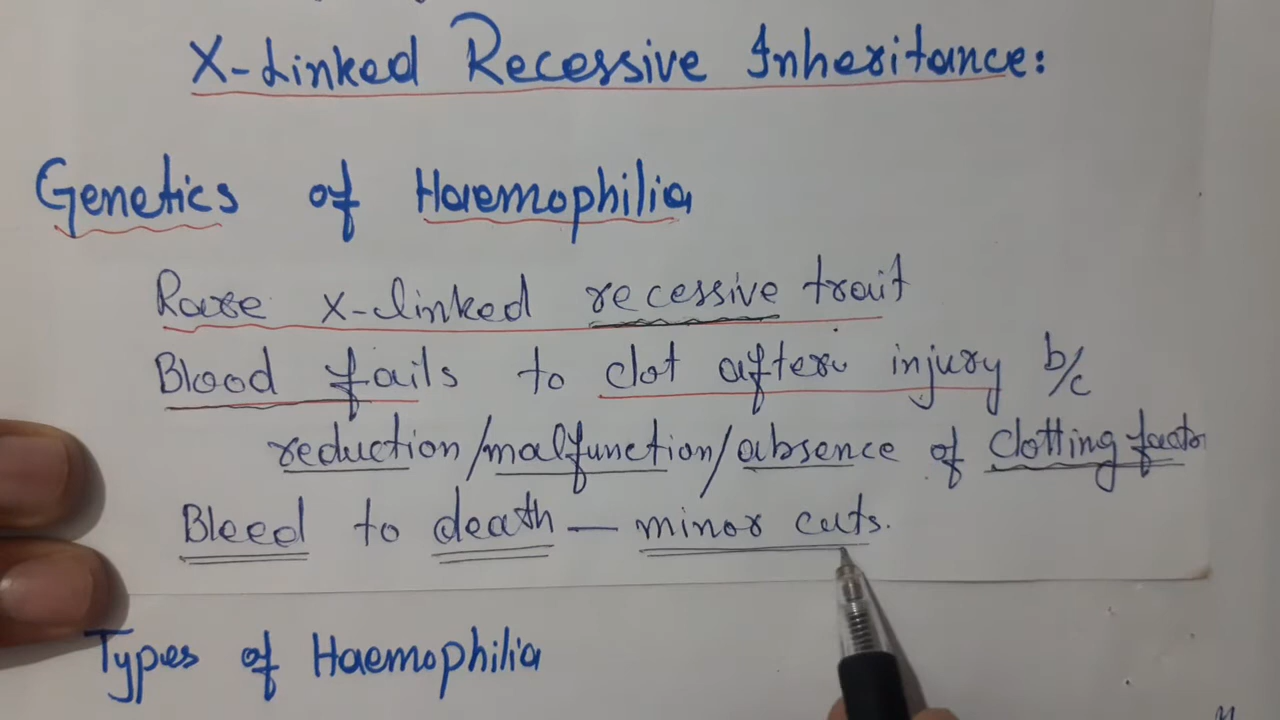 X-Linked Recessive Inheritance:
Genetics of Haemophilia
Rare X-linked recessive trait
Blood fails to clot after injury b/c
reduction/malfunction/absence of Clotting factor
Bleed to death — minor cuts.
Types of Haemophilia